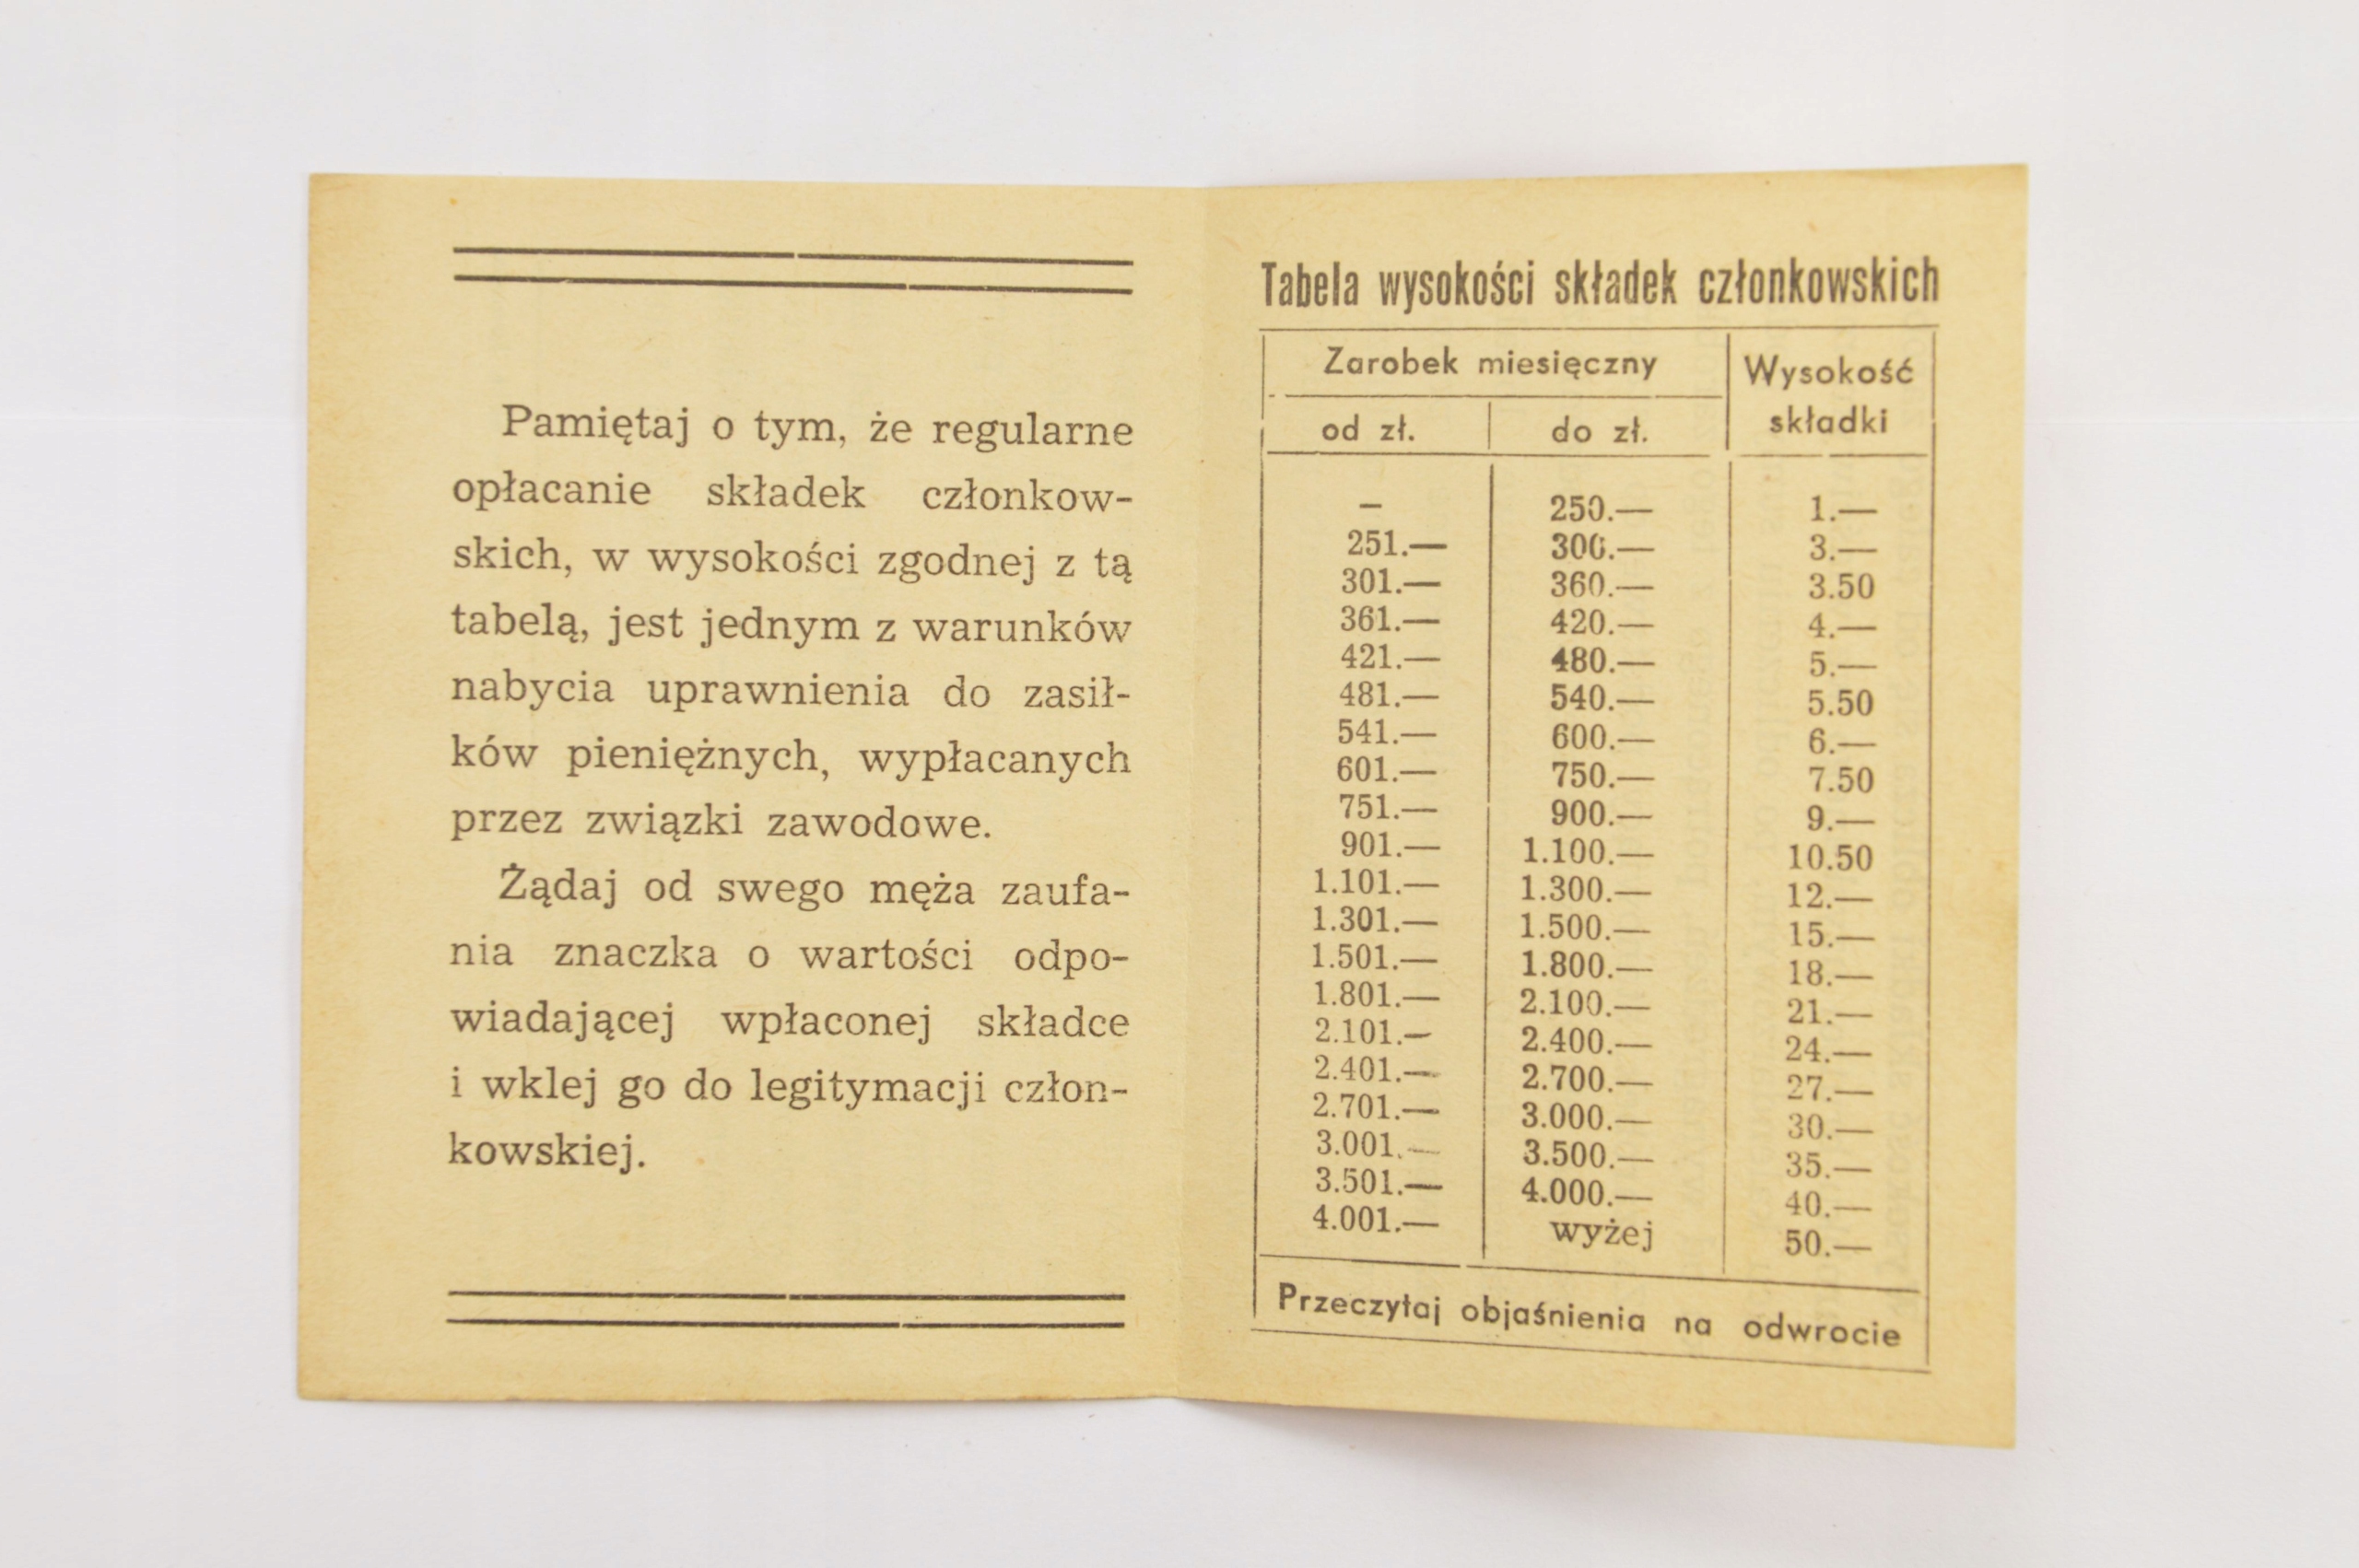 Pamiętaj o tym, że regularne
opłacanie składek członkow-
skich, w wysokości zgodnej z tą
tabelą, jest jednym z warunków
nabycia uprawnienia do zasił-
ków pieniężnych, wypłacanych
przez związki zawodowe.
Żądaj od swego męża zaufa-
nia znaczka o wartości odpo-
wiadającej wpłaconej składce
i wklej go do legitymacji człon-
kowskiej.
Tabela wysokości składek członkowskich
Zarobek miesięczny Wysokość składki
od zł. do zł.
— 250.— 1.—
251.— 300.— 3.—
301.— 360.— 3.50
361.— 420.— 4.—
421.— 480.— 5.—
481.— 540.— 5.50
541.— 600.— 6.—
601.— 750.— 7.50
751.— 900.— 9.—
901.— 1.100.— 10.50
1.101.— 1.300.— 12.—
1.301.— 1.500.— 15.—
1.501.— 1.800.— 18.—
1.801.— 2.100.— 21.—
2.101.— 2.400.— 24.—
2.401.— 2.700.— 27.—
2.701.— 3.000.— 30.—
3.001.— 3.500.— 35.—
3.501.— 4.000.— 40.—
4.001.— wyżej 50.—
Przeczytaj objaśnienia na odwrocie